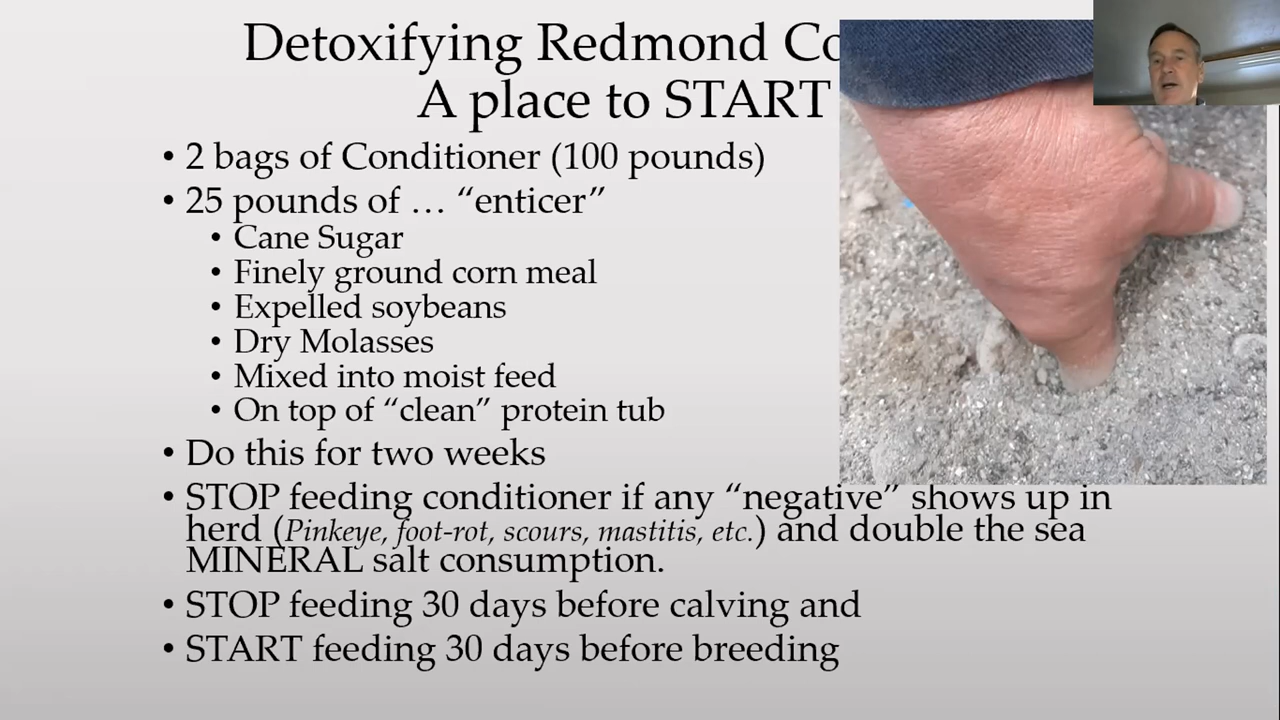 Detoxifying Redmond
A place to START
• 2 bags of Conditioner (100 pounds)
• 25 pounds of … “enticer”
• Cane Sugar
• Finely ground corn meal
• Expelled soybeans
• Dry Molasses
• Mixed into moist feed
• On top of “clean” protein tub
• Do this for two weeks
• STOP feeding conditioner if any “negative” shows up in
herd (Pinkeye, foot-rot, scours, mastitis, etc.) and double the sea
MINERAL salt consumption.
• STOP feeding 30 days before calving and
• START feeding 30 days before breeding